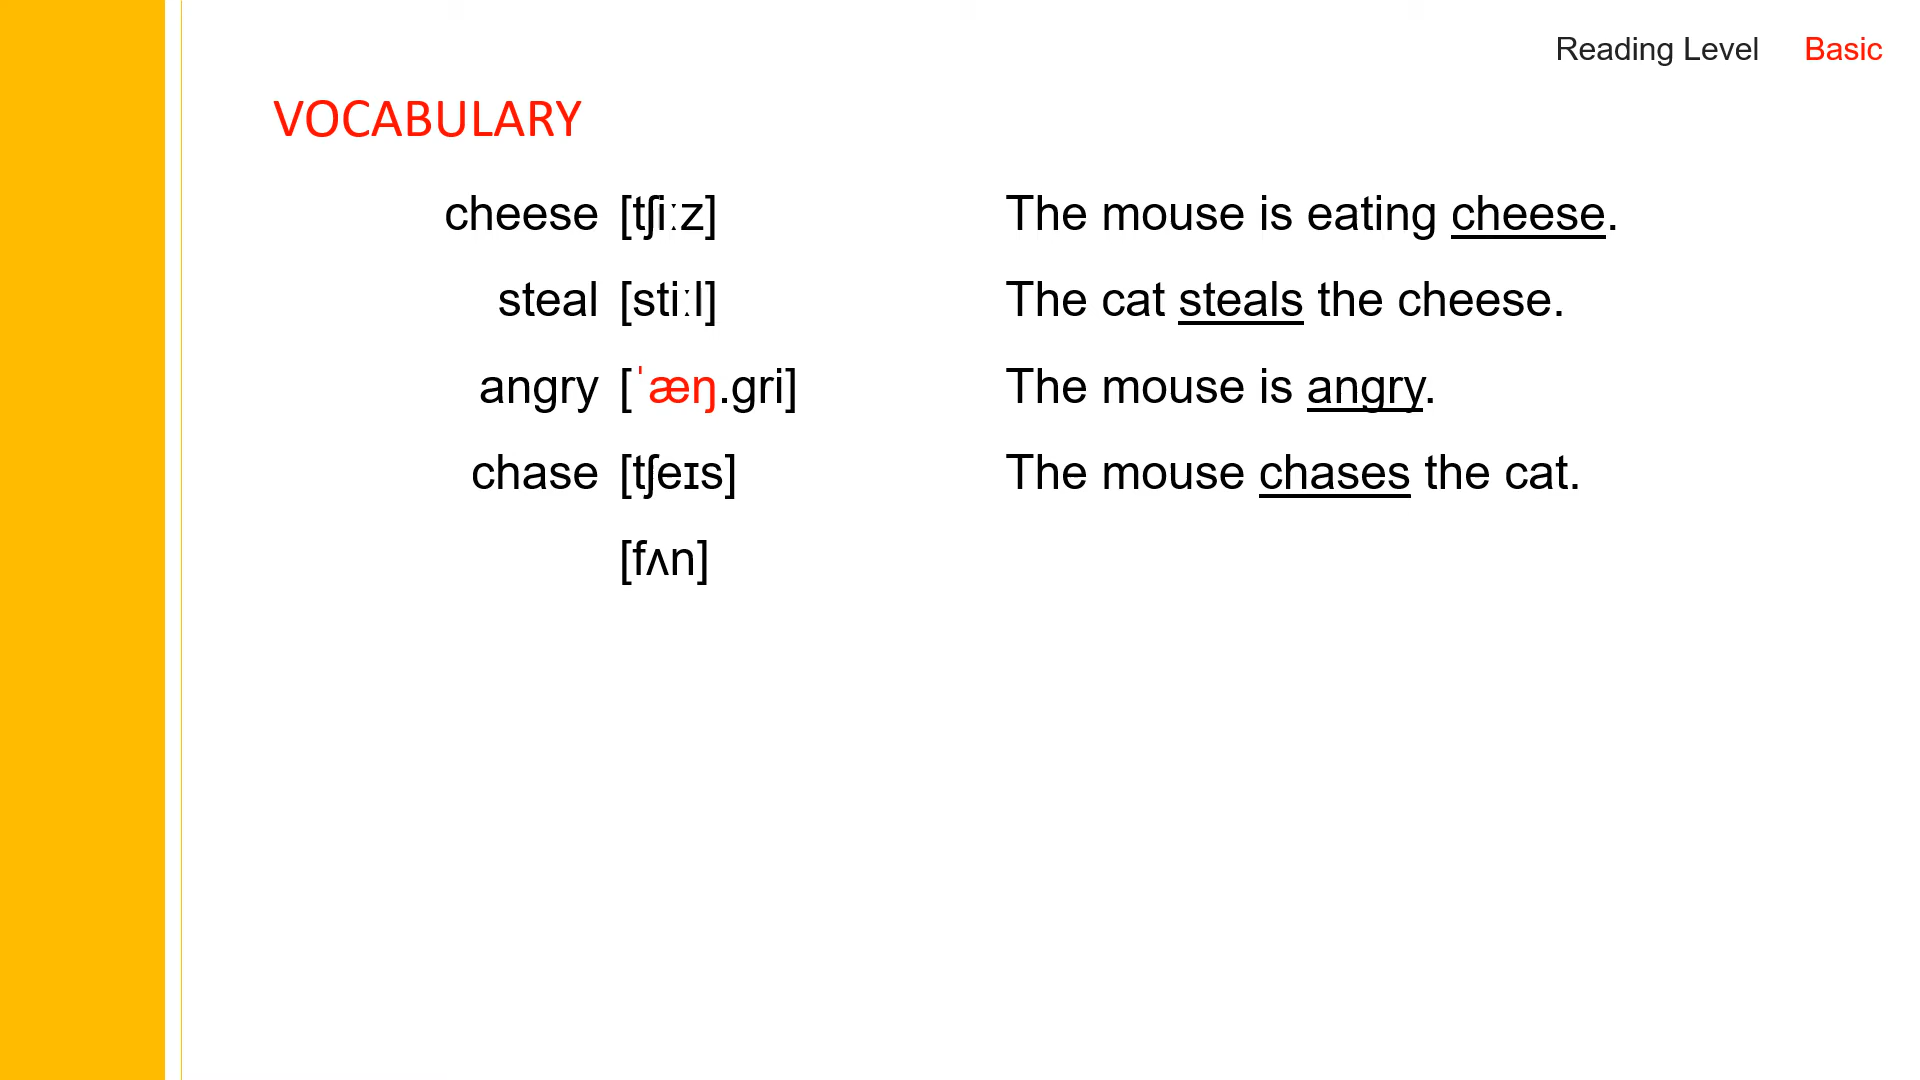 Reading Level Basic
VOCABULARY
cheese [tʃiːz] The mouse is eating cheese.
steal [stiːl] The cat steals the cheese.
angry [ˈæŋ.gri] The mouse is angry.
chase [tʃeɪs] The mouse chases the cat.
[fʌn]